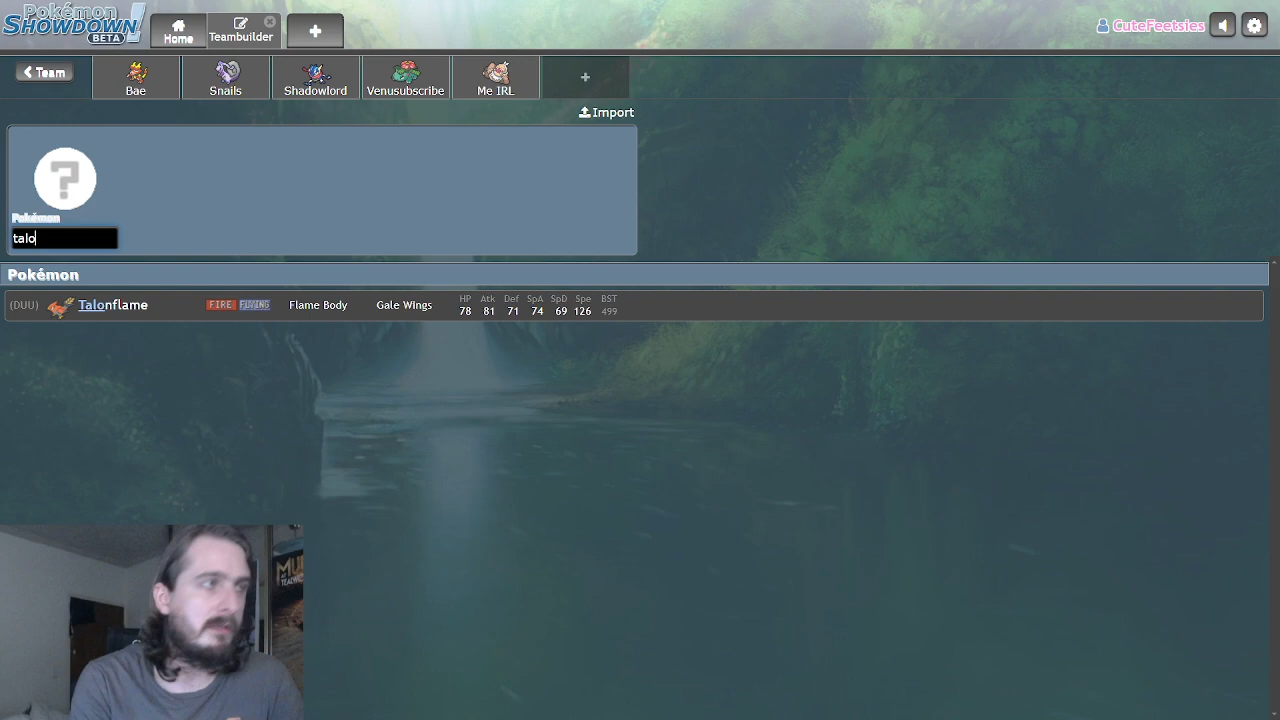 Pokémon
SHOWDOWN!
BETA
Home
Teambuilder
+
CuteFeetsies
Team
Bae
Snails
Shadowlord
Venusubscribe
Me IRL
+
Import
?
Pokémon
talo
Pokémon
HP Atk Def SpA SpD Spe BST
(DUU) Talonflame FIRE FLYING Flame Body Gale Wings 78 81 71 74 69 126 499